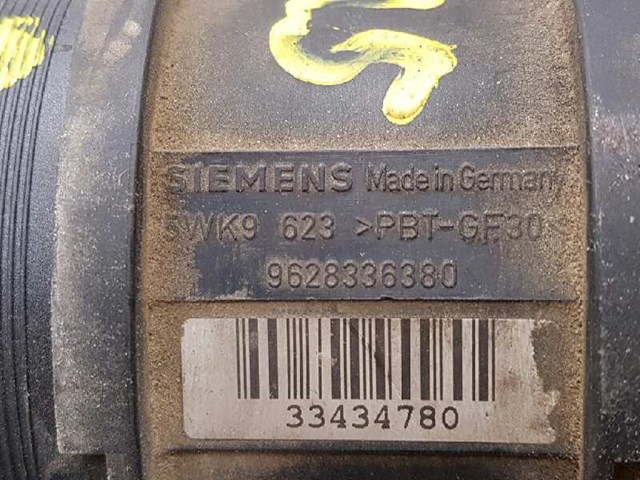 SIEMENS Made in Germany
5WK9 623 >PBT-GF30<
9628336380
33434780